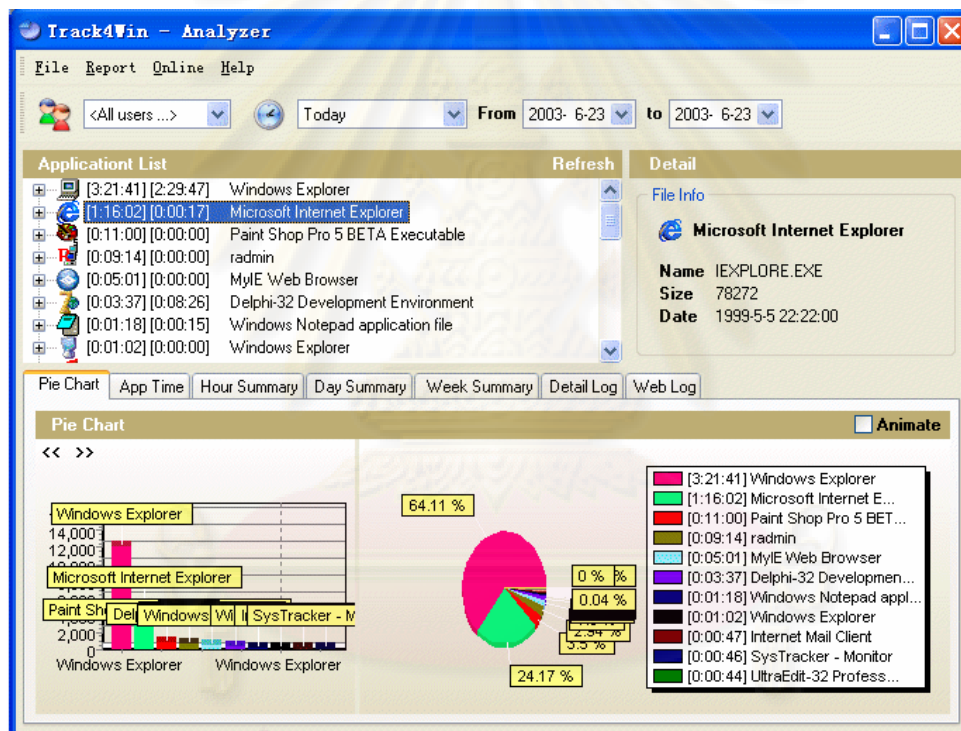 Track4Win - Analyzer
File Report Online Help
<All users ...> Today From 2003- 6-23 to 2003- 6-23
Applicationt List Refresh
[3:21:41] [2:29:47] Windows Explorer
[1:16:02] [0:00:17] Microsoft Internet Explorer
[0:11:00] [0:00:00] Paint Shop Pro 5 BETA Executable
[0:09:14] [0:00:00] radmin
[0:05:01] [0:00:00] MyIE Web Browser
[0:03:37] [0:08:26] Delphi-32 Development Environment
[0:01:18] [0:00:15] Windows Notepad application file
[0:01:02] [0:00:00] Windows Explorer
Detail
File Info
Microsoft Internet Explorer
Name IEXPLORE.EXE
Size 78272
Date 1999-5-5 22:22:00
Pie Chart App Time Hour Summary Day Summary Week Summary Detail Log Web Log
Pie Chart Animate
<< >>
Windows Explorer
14,000
12,000
Microsoft Internet Explorer
Paint Sh Del Windows Wi I SysTracker - M
2,000
0
Windows Explorer Windows Explorer
64.11 %
0 % %
0.04 %
2.94 %
3.5 %
24.17 %
[3:21:41] Windows Explorer
[1:16:02] Microsoft Internet E...
[0:11:00] Paint Shop Pro 5 BET...
[0:09:14] radmin
[0:05:01] MyIE Web Browser
[0:03:37] Delphi-32 Developmen...
[0:01:18] Windows Notepad appl...
[0:01:02] Windows Explorer
[0:00:47] Internet Mail Client
[0:00:46] SysTracker - Monitor
[0:00:44] UltraEdit-32 Profess...